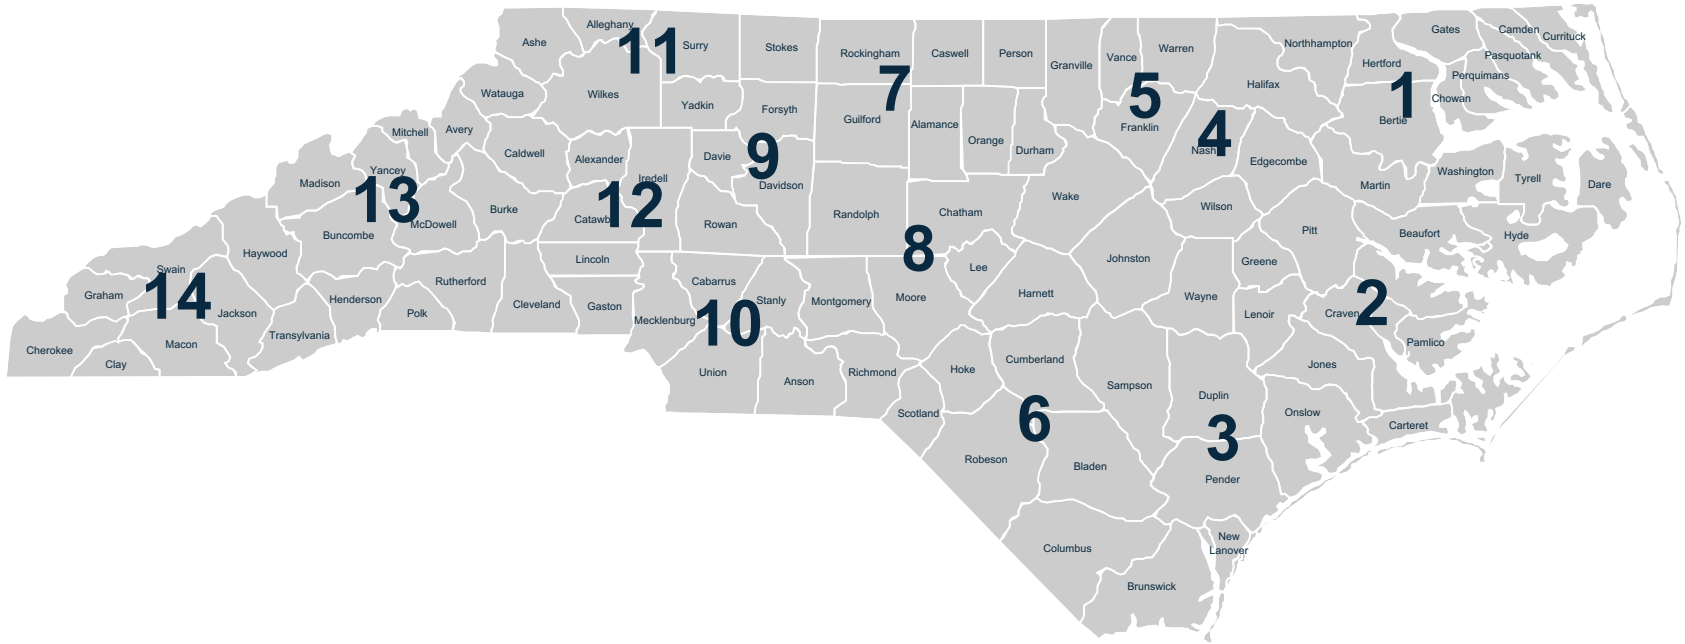 Alleghany
Ashe
11
Surry
Stokes
Rockingham
Caswell
Person
Granville
Vance
Warren
Northhampton
Gates
Camden
Currituck
Pasquotank
Hertford
Perquimans
Chowan
Watauga
Wilkes
Yadkin
Forsyth
7
Guilford
Alamance
Orange
Durham
5
Franklin
Halifax
4
Nash
Edgecombe
1
Bertie
Mitchell
Avery
Caldwell
Alexander
Iredell
Davie
9
Davidson
Madison
Yancey
13
McDowell
Burke
12
Catawba
Rowan
Randolph
Chatham
Wake
Wilson
Martin
Washington
Tyrell
Dare
Buncombe
Haywood
Swain
14
Graham
Jackson
Henderson
Rutherford
Polk
Lincoln
Cleveland
Gaston
Cabarrus
Stanly
Mecklenburg
10
Montgomery
8
Moore
Lee
Harnett
Johnston
Wayne
Greene
Pitt
Beaufort
Hyde
Lenoir
Craven
2
Pamlico
Cherokee
Clay
Macon
Transylvania
Union
Anson
Richmond
Hoke
Cumberland
Sampson
Duplin
Jones
Scotland
6
3
Onslow
Carteret
Robeson
Bladen
Pender
Columbus
New
Lanover
Brunswick